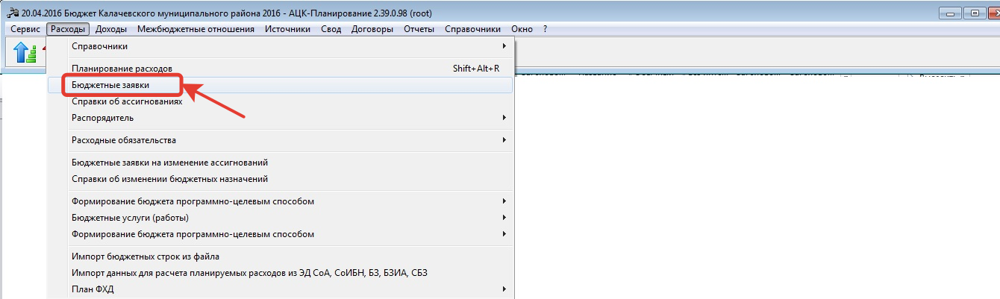 20.04.2016 Бюджет Калачевского муниципального района 2016 - АЦК-Планирование 2.39.0.98 (root)
Сервис Расходы Доходы Межбюджетные отношения Источники Свод Договоры Отчеты Справочники Окно ?
Справочники
Планирование расходов Shift+Alt+R
Бюджетные заявки
Справки об ассигнованиях
Распорядитель
Расходные обязательства
Бюджетные заявки на изменение ассигнований
Справки об изменении бюджетных назначений
Формирование бюджета программно-целевым способом
Бюджетные услуги (работы)
Формирование бюджета программно-целевым способом
Импорт бюджетных строк из файла
Импорт данных для расчета планируемых расходов из ЭД СоА, СоИБН, БЗ, БЗИА, СБЗ
План ФХД